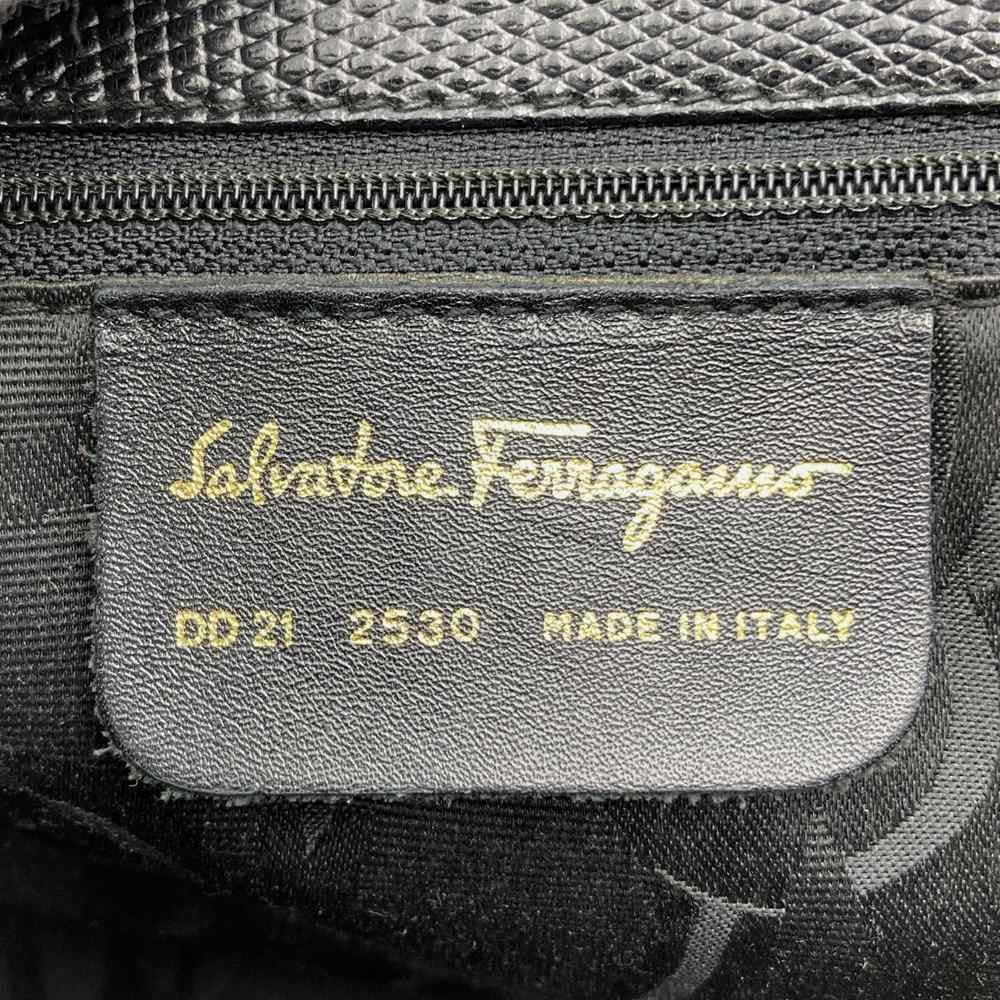 Salvatore Ferragamo
DD 21 2530 MADE IN ITALY